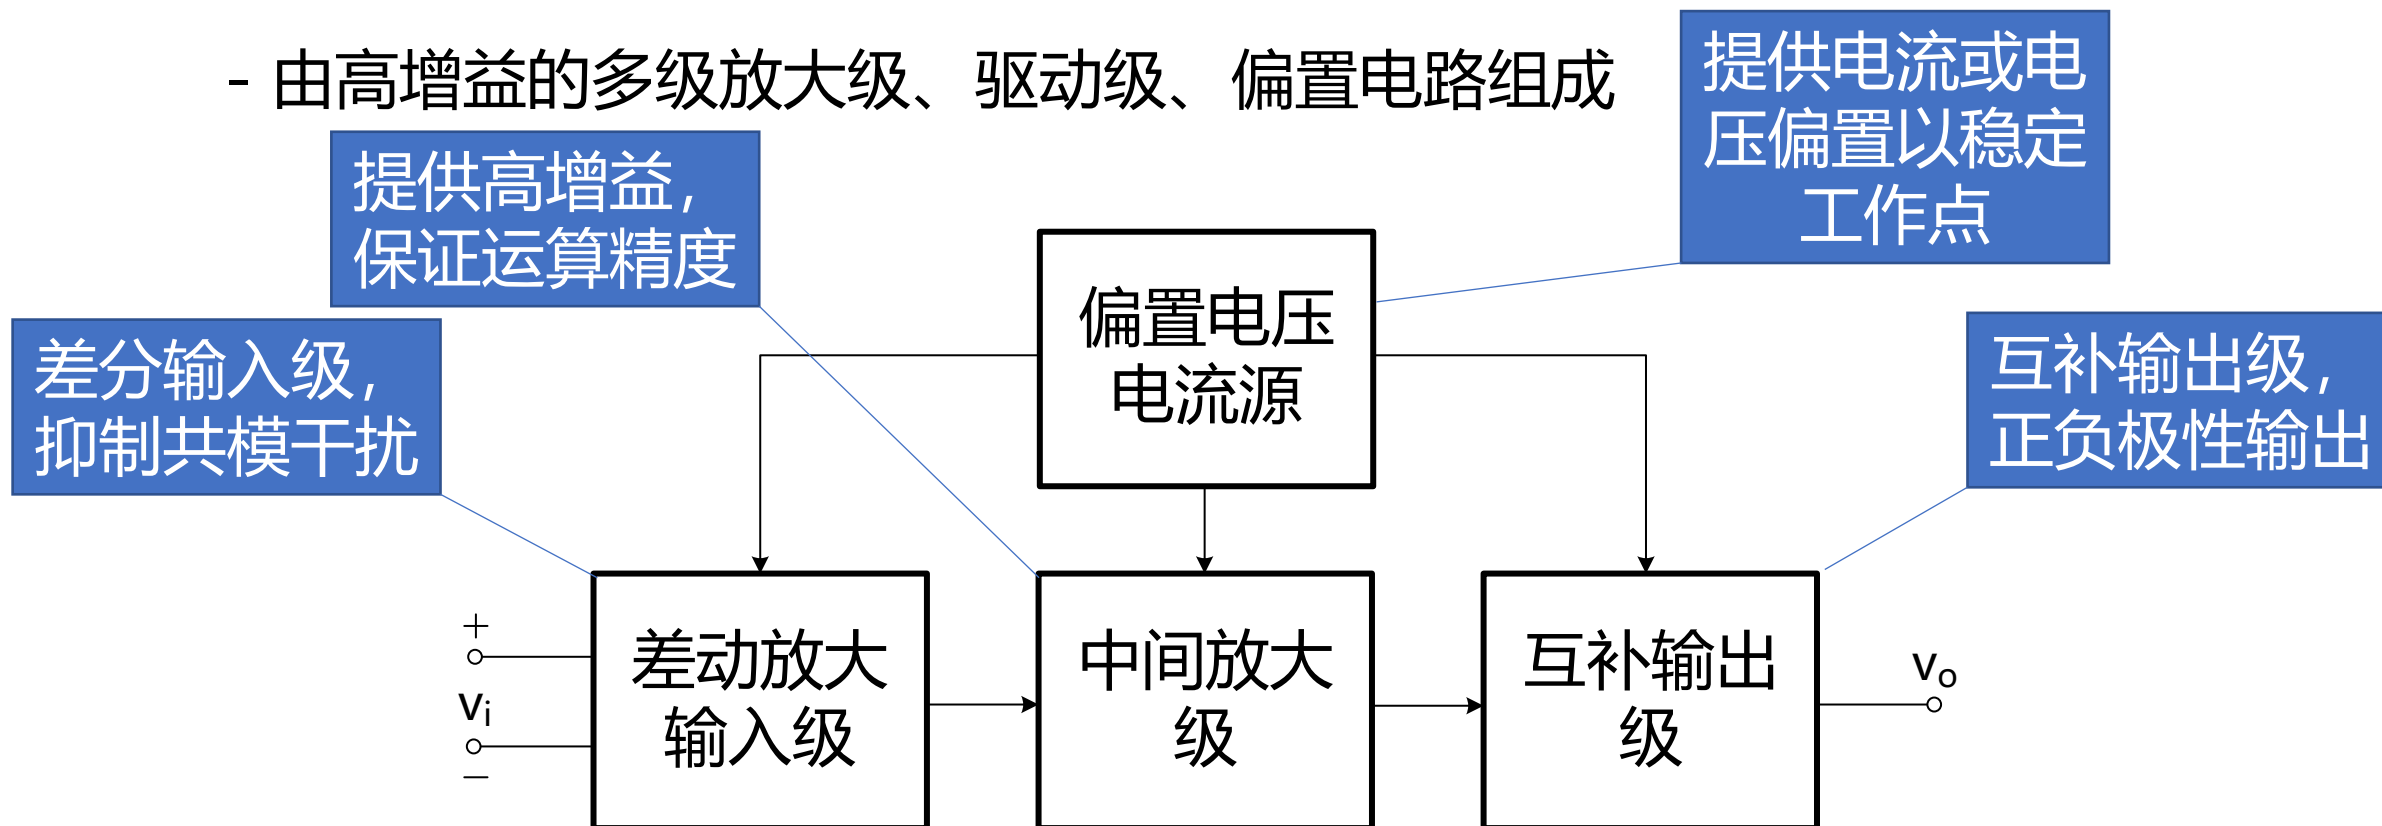 - 由高增益的多级放大级、驱动级、偏置电路组成
提供电流或电
压偏置以稳定
工作点
提供高增益，
保证运算精度
偏置电压
电流源
差分输入级，
抑制共模干扰
互补输出级，
正负极性输出
+
vi
−
差动放大
输入级
中间放大
级
互补输出
级
vo